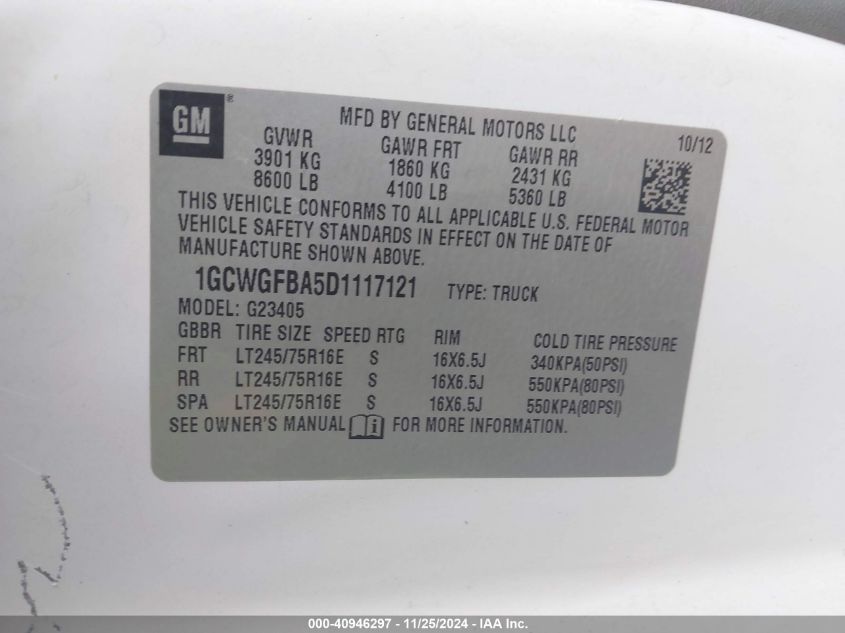 GM ®
MFD BY GENERAL MOTORS LLC
10/12
GVWR GAWR FRT GAWR RR
3901 KG 1860 KG 2431 KG
8600 LB 4100 LB 5360 LB
THIS VEHICLE CONFORMS TO ALL APPLICABLE U.S. FEDERAL MOTOR
VEHICLE SAFETY STANDARDS IN EFFECT ON THE DATE OF
MANUFACTURE SHOWN ABOVE.
1GCWGFBA5D1117121 TYPE: TRUCK
MODEL: G23405
GBBR TIRE SIZE SPEED RTG RIM COLD TIRE PRESSURE
FRT LT245/75R16E S 16X6.5J 340KPA(50PSI)
RR LT245/75R16E S 16X6.5J 550KPA(80PSI)
SPA LT245/75R16E S 16X6.5J 550KPA(80PSI)
SEE OWNER'S MANUAL i FOR MORE INFORMATION.
000-40946297 - 11/25/2024 - IAA Inc.